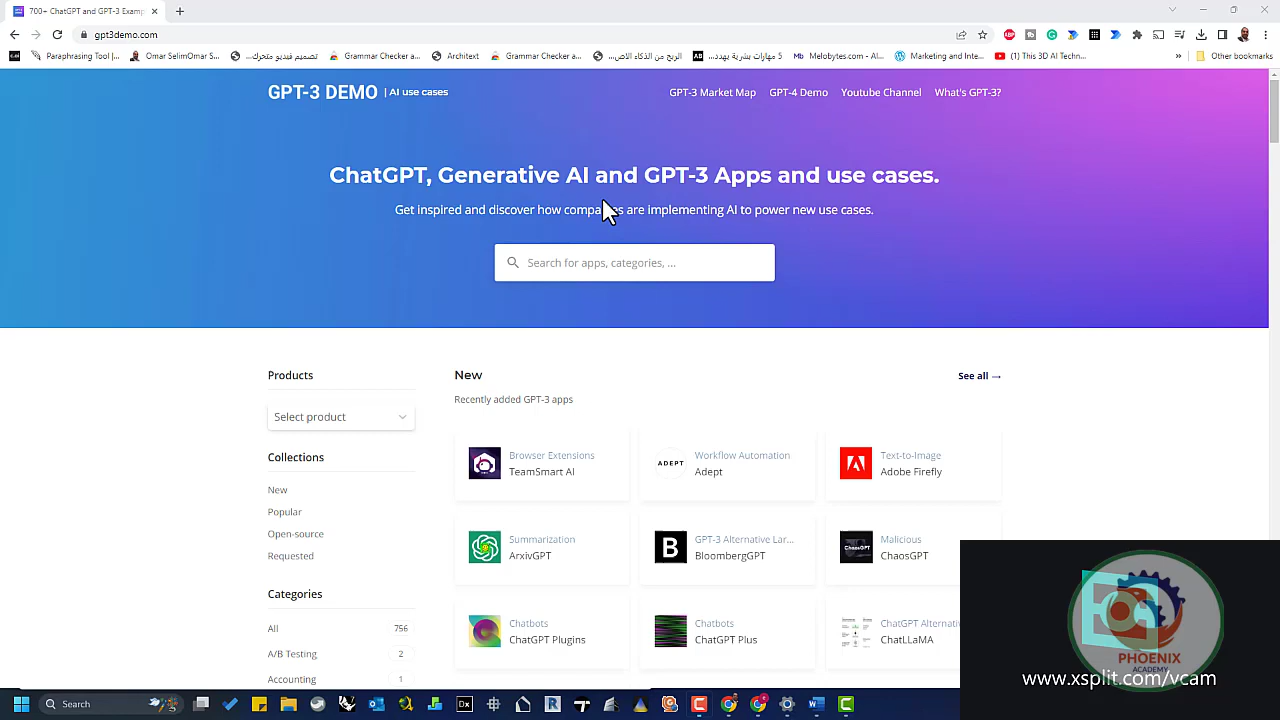 700+ ChatGPT and GPT-3 Examp
gpt3demo.com
Paraphrasing Tool |...
Omar SelimOmar S...
تصميم فيديو متحرك...
Grammar Checker a...
Architext
Grammar Checker a...
الربح من الذكاء الاص...
5 مهارات بشرية يهدد...
Melobytes.com - AI...
Marketing and Inte...
(1) This 3D AI Techn...
»
Other bookmarks
GPT-3 DEMO | AI use cases
GPT-3 Market Map
GPT-4 Demo
Youtube Channel
What's GPT-3?
ChatGPT, Generative AI and GPT-3 Apps and use cases.
Get inspired and discover how companies are implementing AI to power new use cases.
Search for apps, categories, ...
Products
Select product
Collections
New
Popular
Open-source
Requested
Categories
All 756
A/B Testing 2
Accounting 1
New
See all →
Recently added GPT-3 apps
Browser Extensions
TeamSmart AI
ADEPT
Workflow Automation
Adept
Text-to-Image
Adobe Firefly
Summarization
ArxivGPT
B
GPT-3 Alternative Lar...
BloombergGPT
ChaosGPT
Malicious
ChaosGPT
Chatbots
ChatGPT Plugins
Chatbots
ChatGPT Plus
ChatGPT Alternativ
ChatLLaMA
PHOENIX
ACADEMY
www.xsplit.com/vcam
Search